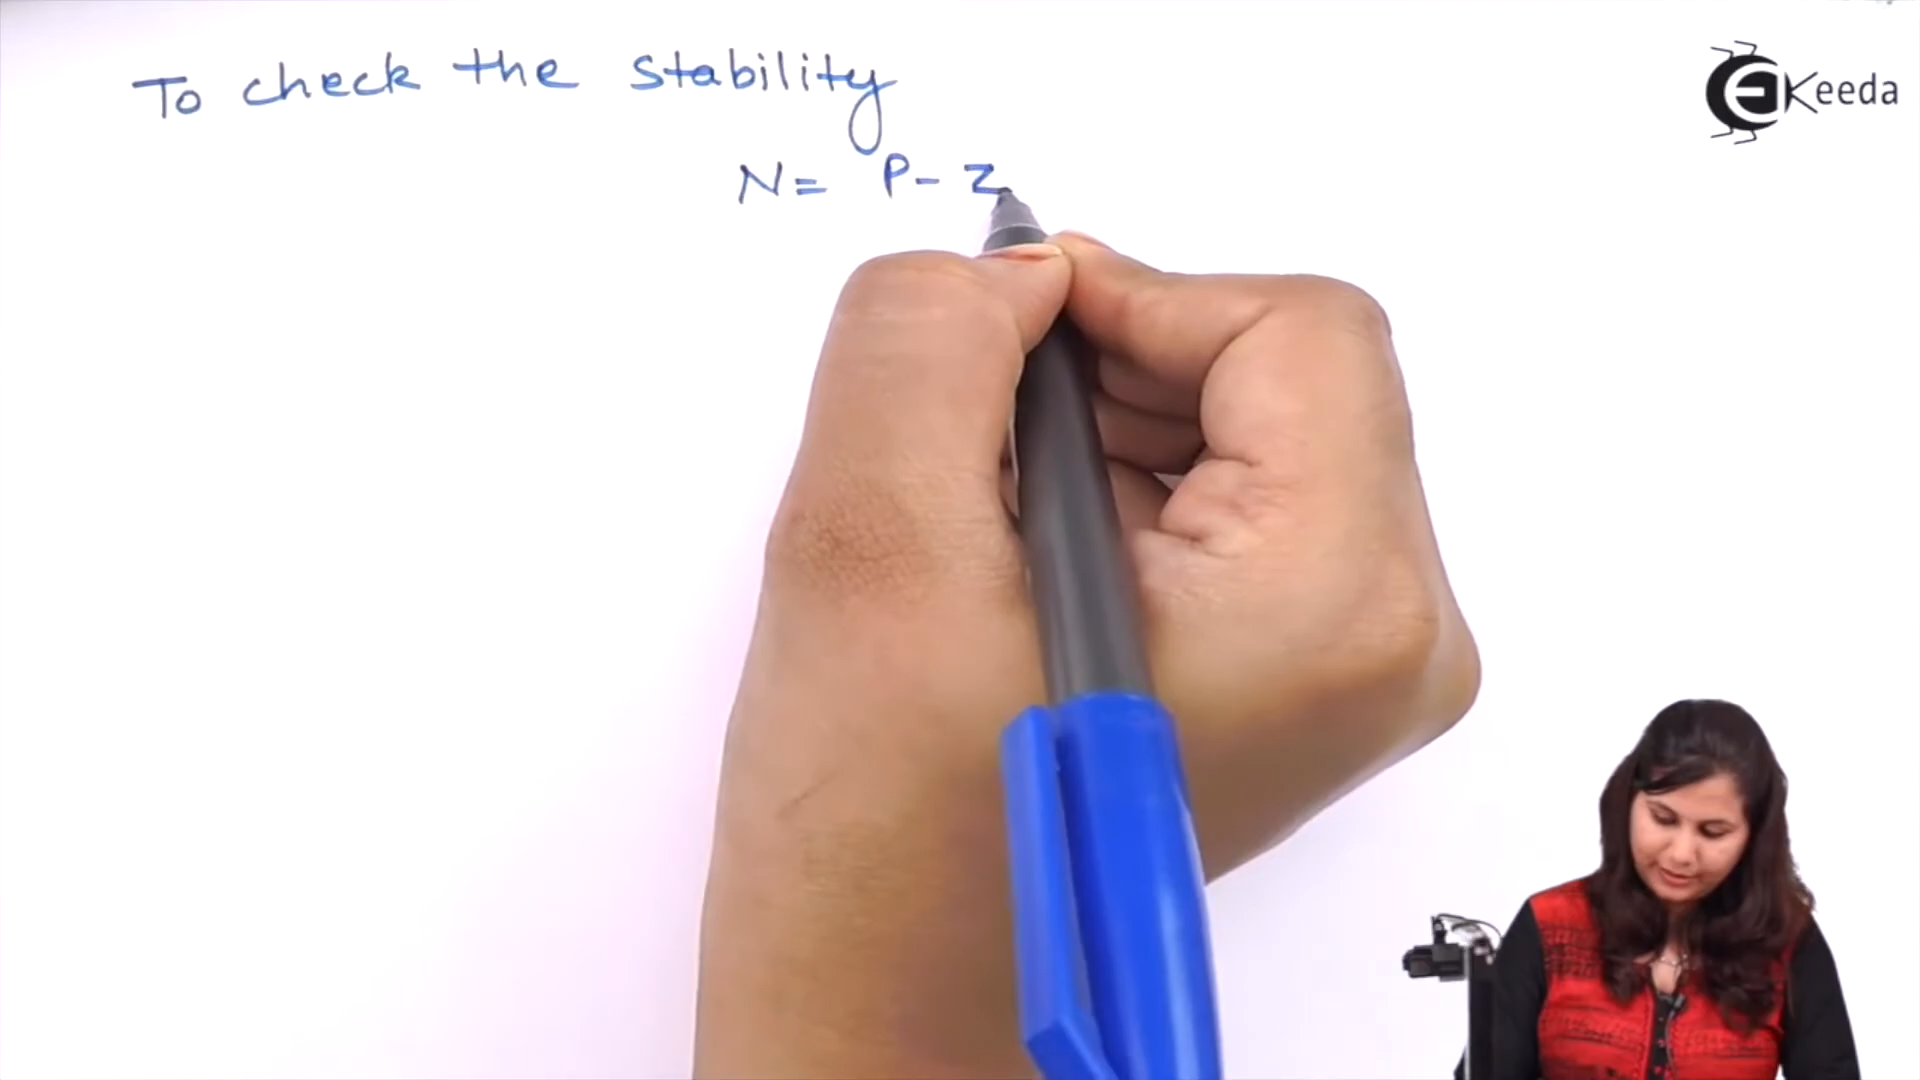 To check the stability
N= P- Z
Keeda